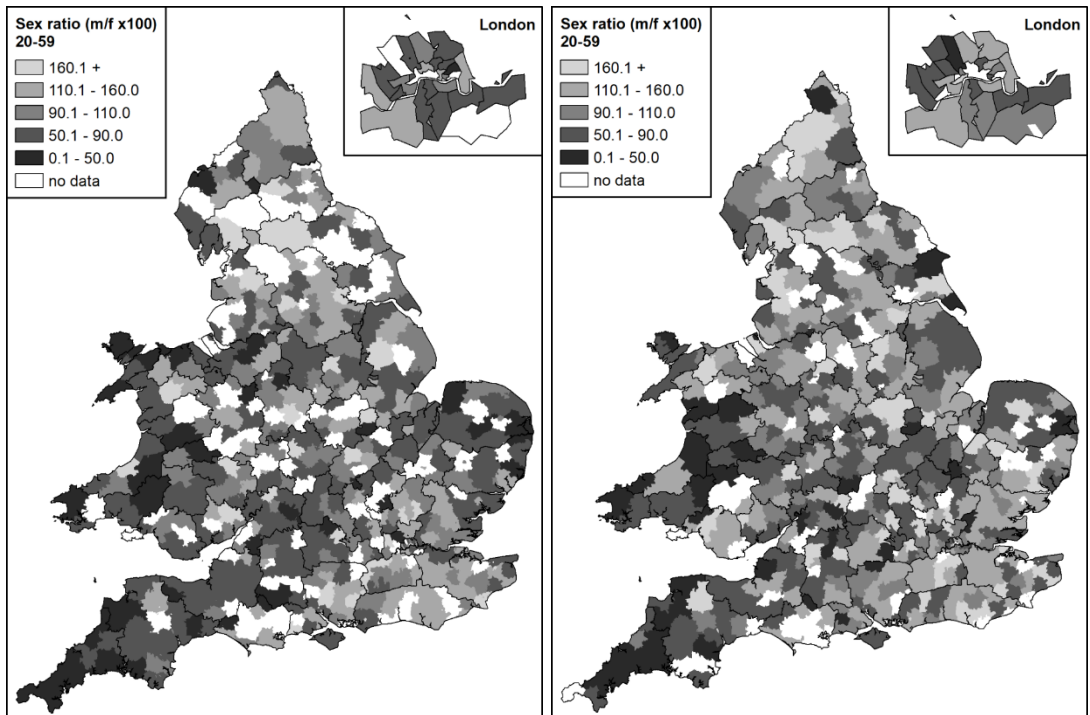 Sex ratio (m/f x100)
20-59
160.1 +
110.1 - 160.0
90.1 - 110.0
50.1 - 90.0
0.1 - 50.0
no data
London
Sex ratio (m/f x100)
20-59
160.1 +
110.1 - 160.0
90.1 - 110.0
50.1 - 90.0
0.1 - 50.0
no data
London